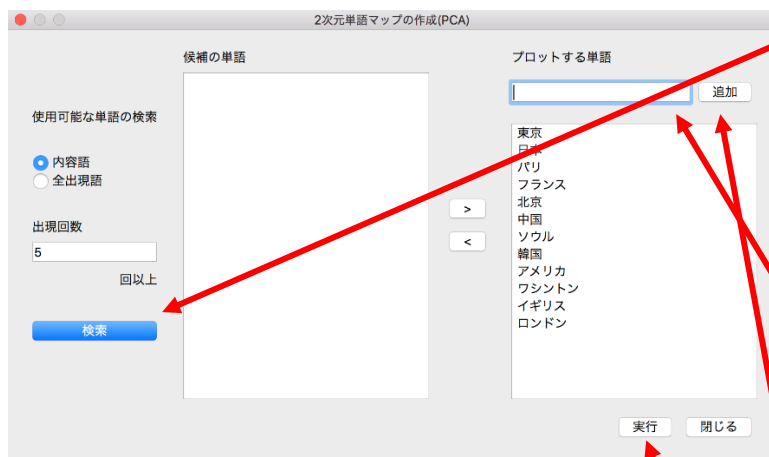 2次元単語マップの作成(PCA)
候補の単語
プロットする単語
追加
使用可能な単語の検索
内容語
全出現語
出現回数
5
回以上
検索
>
<
東京
日本
パリ
フランス
北京
中国
ソウル
韓国
アメリカ
ワシントン
イギリス
ロンドン
実行
閉じる